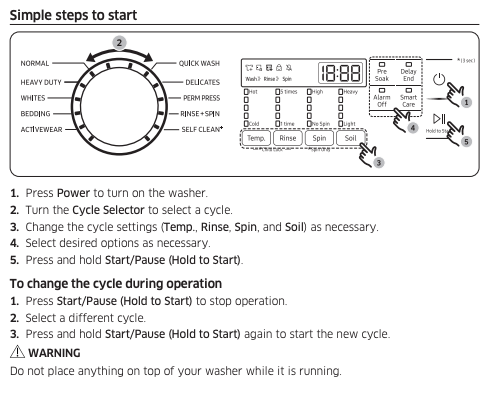 Simple steps to start
2
NORMAL
HEAVY DUTY
WHITES
BEDDING
ACTIVEWEAR
QUICK WASH
DELICATES
PERM PRESS
RINSE+SPIN
SELF CLEAN+
Wash Rinse Spin
18:88
Hot 5 times High Heavy
Cold 1 time No Spin Light
Temp. Rinse Spin Soil
Spin Only
3
Pre Soak
Delay End
Alarm Off
Smart Care
4
*(3 sec)
1
Hold to Start
5
1. Press Power to turn on the washer.
2. Turn the Cycle Selector to select a cycle.
3. Change the cycle settings (Temp., Rinse, Spin, and Soil) as necessary.
4. Select desired options as necessary.
5. Press and hold Start/Pause (Hold to Start).
To change the cycle during operation
1. Press Start/Pause (Hold to Start) to stop operation.
2. Select a different cycle.
3. Press and hold Start/Pause (Hold to Start) again to start the new cycle.
WARNING
Do not place anything on top of your washer while it is running.